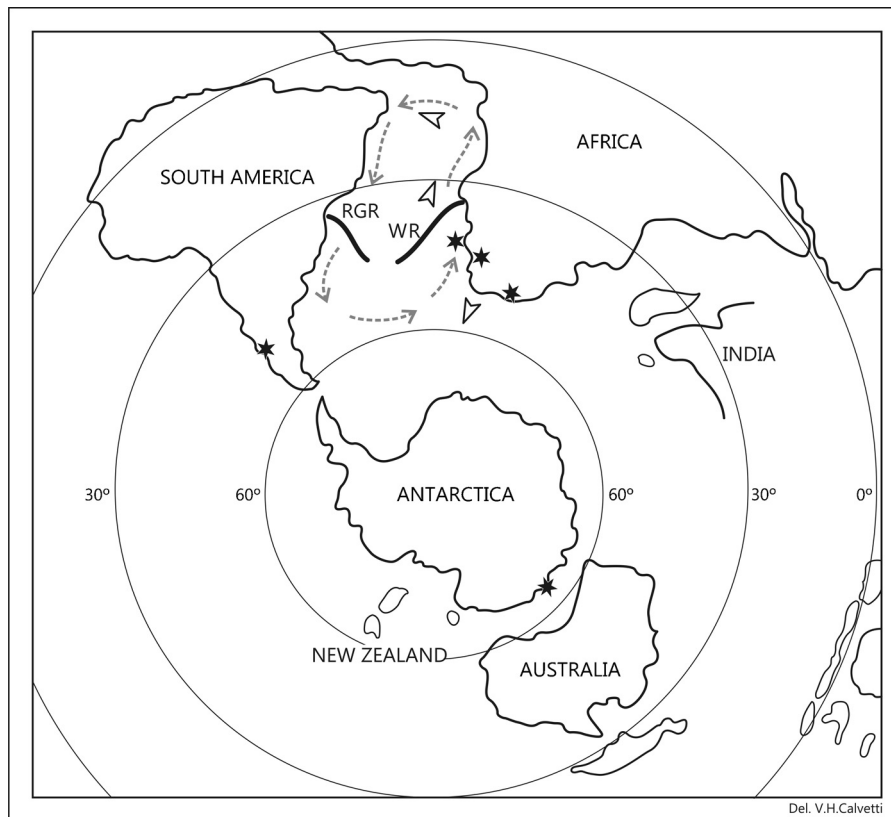 AFRICA
SOUTH AMERICA
RGR
WR
INDIA
30º 60º ANTARCTICA 60º 30º 0º
NEW ZEALAND
AUSTRALIA
Del. V.H.Calvetti